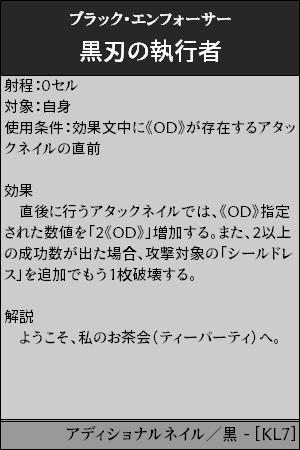 ブラック・エンフォーサー
黒刃の執行者
射程：0セル
対象：自身
使用条件：効果文中に《OD》が存在するアタッ
クネイルの直前
効果
　直後に行うアタックネイルでは、《OD》指定
された数値を「2《OD》」増加する。また、2以上
の成功数が出た場合、攻撃対象の「シールドレ
ス」を追加でもう1枚破壊する。
解説
　ようこそ、私のお茶会（ティーパーティ）へ。
アディショナルネイル／黒 - [KL7]